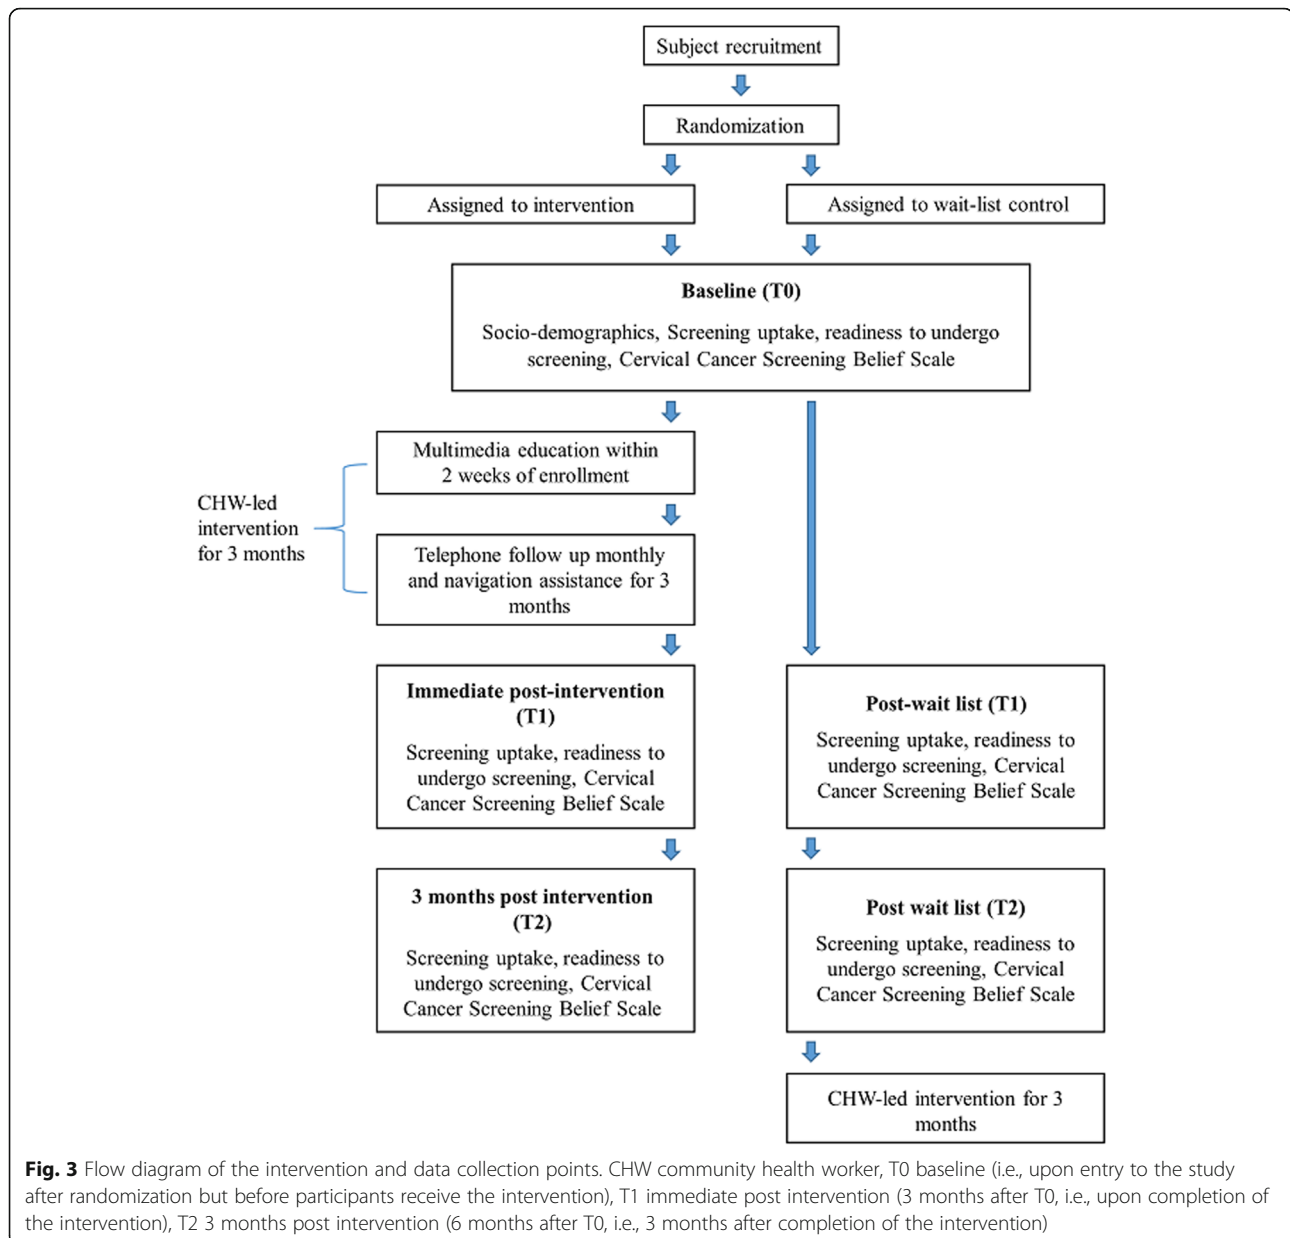 Subject recruitment
Randomization
Assigned to intervention
Assigned to wait-list control
Baseline (T0)
Socio-demographics, Screening uptake, readiness to undergo
screening, Cervical Cancer Screening Belief Scale
Multimedia education within
2 weeks of enrollment
CHW-led
intervention
for 3 months
Telephone follow up monthly
and navigation assistance for 3
months
Immediate post-intervention
(T1)
Screening uptake, readiness to
undergo screening, Cervical
Cancer Screening Belief Scale
Post-wait list (T1)
Screening uptake, readiness to
undergo screening, Cervical
Cancer Screening Belief Scale
3 months post intervention
(T2)
Screening uptake, readiness to
undergo screening, Cervical
Cancer Screening Belief Scale
Post wait list (T2)
Screening uptake, readiness to
undergo screening, Cervical
Cancer Screening Belief Scale
CHW-led intervention for 3
months
Fig. 3 Flow diagram of the intervention and data collection points. CHW community health worker, T0 baseline (i.e., upon entry to the study
after randomization but before participants receive the intervention), T1 immediate post intervention (3 months after T0, i.e., upon completion of
the intervention), T2 3 months post intervention (6 months after T0, i.e., 3 months after completion of the intervention)